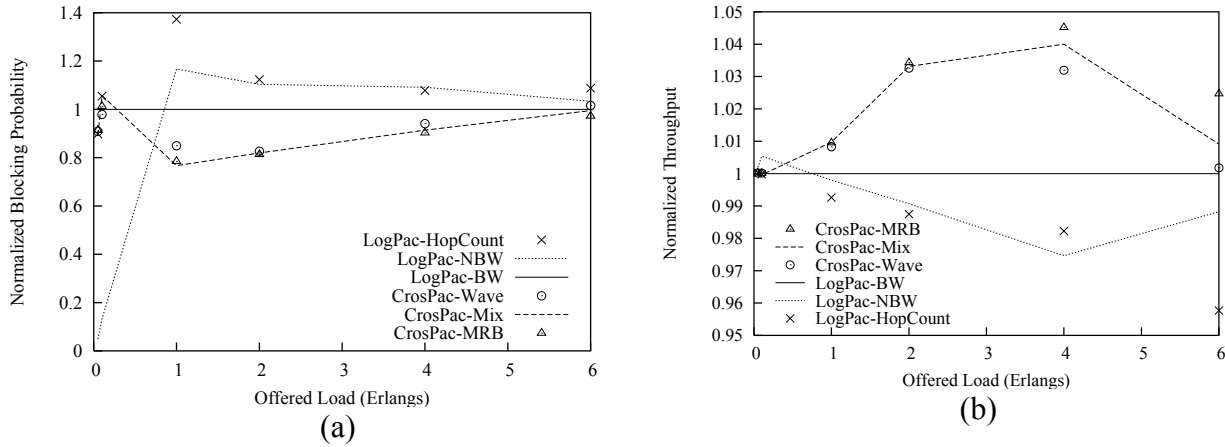 Normalized Blocking Probability
1.4
1.2
1
0.8
0.6
0.4
0.2
0
LogPac-HopCount
LogPac-NBW
LogPac-BW
CrosPac-Wave
CrosPac-Mix
CrosPac-MRB
0 1 2 3 4 5 6
Offered Load (Erlangs)
(a)
Normalized Throughput
1.05
1.04
1.03
1.02
1.01
1
0.99
0.98
0.97
0.96
0.95
CrosPac-MRB
CrosPac-Mix
CrosPac-Wave
LogPac-BW
LogPac-NBW
LogPac-HopCount
0 1 2 3 4 5 6
Offered Load (Erlangs)
(b)